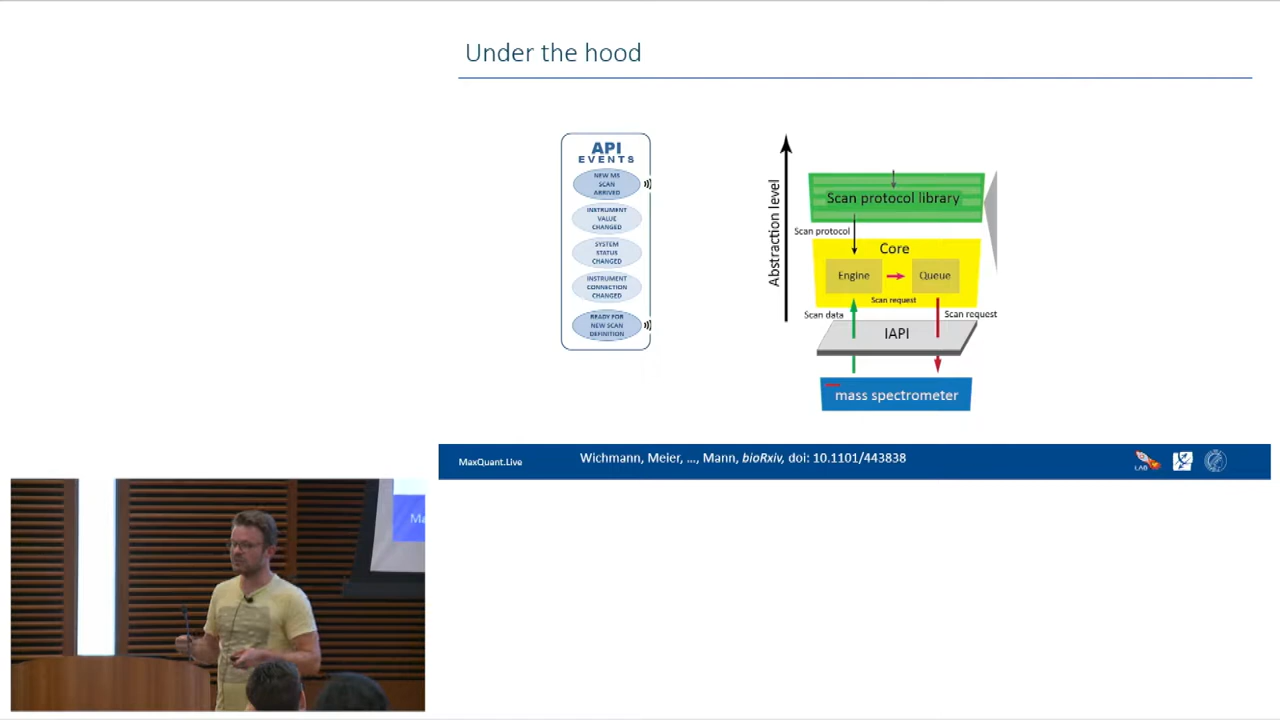 Under the hood
API
EVENTS
NEW MS
SCAN
ARRIVED
INSTRUMENT
VALUE
CHANGED
SYSTEM
STATUS
CHANGED
INSTRUMENT
CONNECTION
CHANGED
READY FOR
NEW SCAN
DEFINITION
Abstraction level
Scan protocol library
Scan protocol
Core
Engine
Queue
Scan request
Scan data
Scan request
IAPI
mass spectrometer
MaxQuant.Live
Wichmann, Meier, ..., Mann, bioRxiv, doi: 10.1101/443838
LAB
Ma